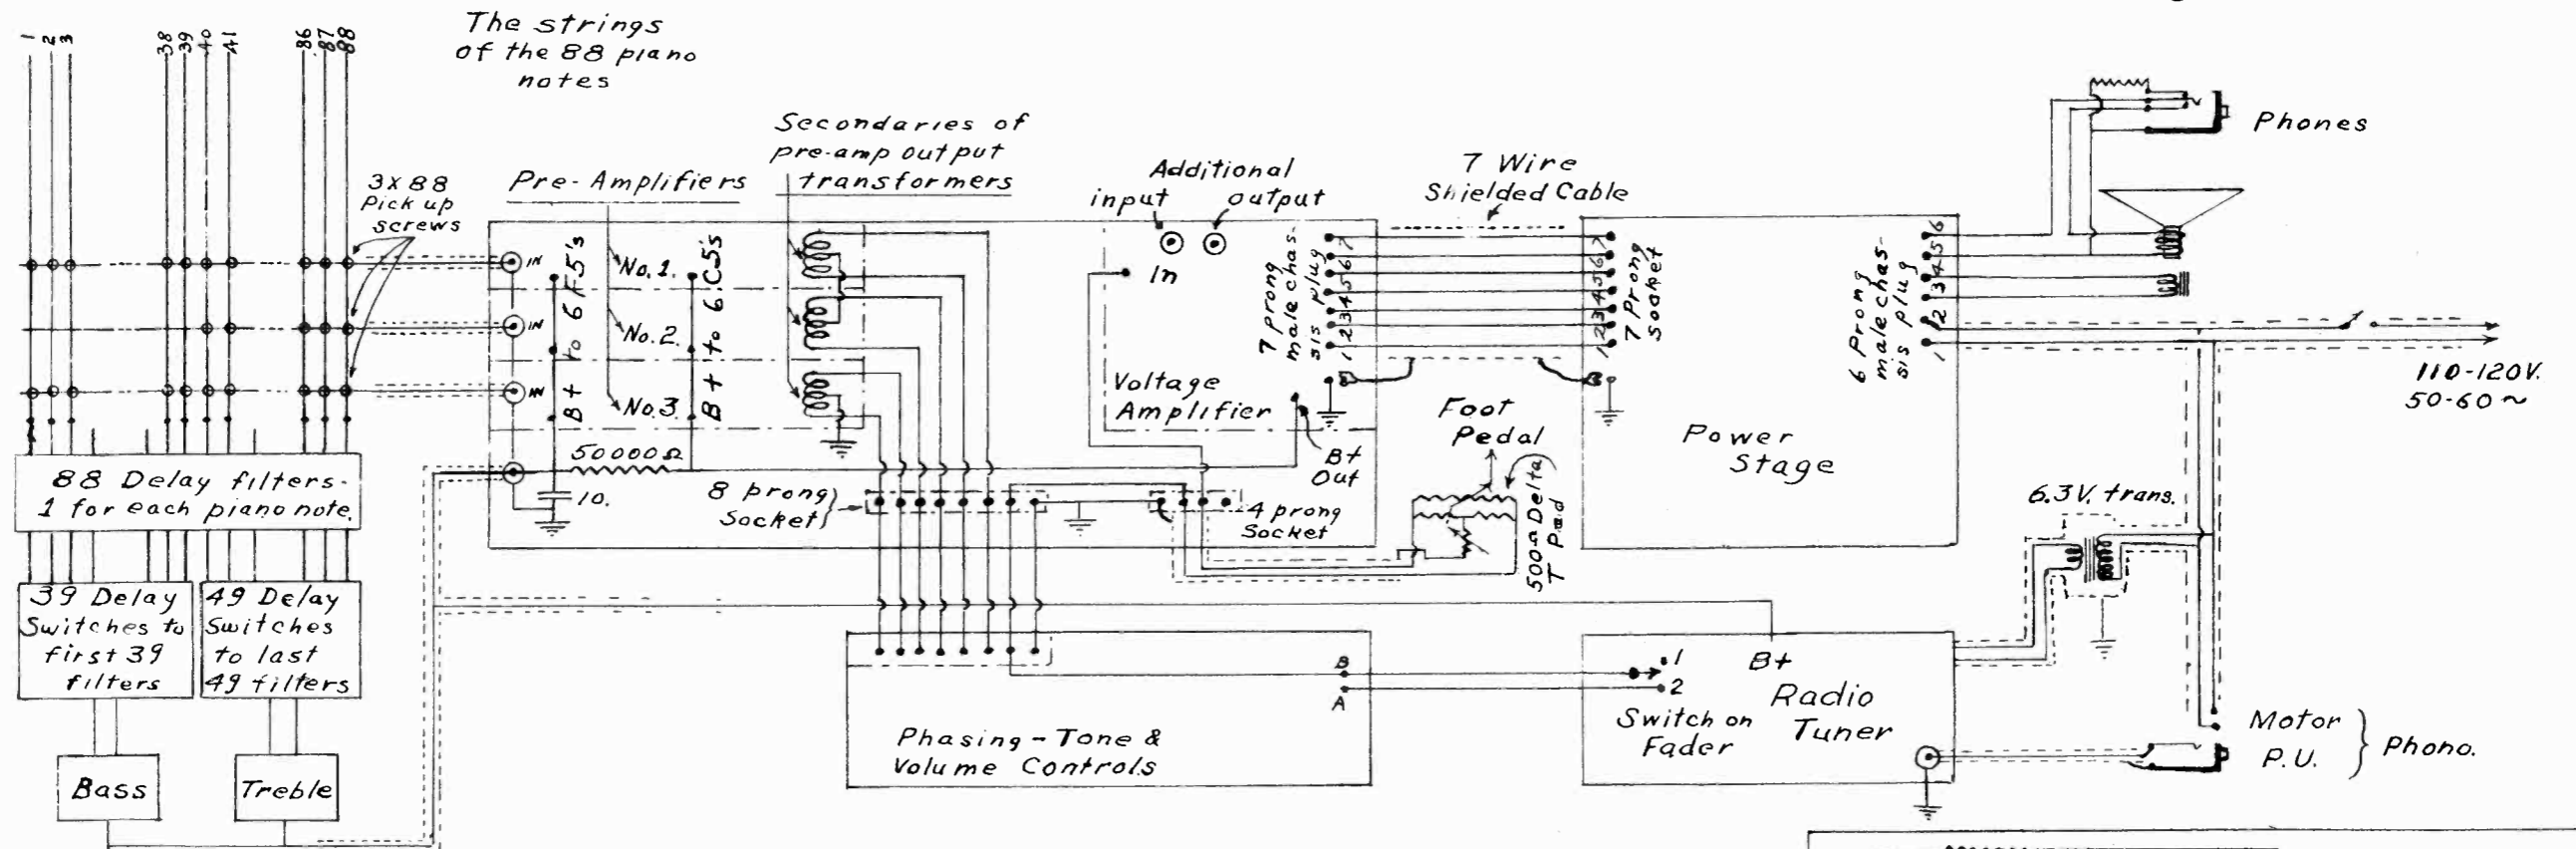 The strings
of the 88 piano
notes
1 2 3 38 39 40 41 86 87 88
3x88
Pick up
screws
Pre-Amplifiers
Secondaries of
pre-amp output
transformers
Additional
input output
7 Wire
Shielded Cable
Phones
IN
IN
IN
B+ to 6F5's
No. 1.
No. 2.
No. 3.
B+ to 6C5's
In
7 Prong
male chas-
sis plug
7 6 5 4 3 2 1
Voltage
Amplifier
B+
Out
7 6 5 4 3 2 1
7 Prong
Socket
Power
Stage
6 Prong
male chas-
sis plug
6 5 4 3 2 1
110-120V.
50-60~
50000Ω
10.
8 prong
Socket
4 prong
Socket
Foot
Pedal
500Ω Delta
T Pad
6.3V. trans.
88 Delay filters-
1 for each piano note.
39 Delay
Switches to
first 39
filters
49 Delay
Switches
to last
49 filters
Bass
Treble
B
A
Phasing-Tone &
Volume Controls
1
2
B+
Radio
Tuner
Switch on
Fader
Motor
P.U.
Phono.